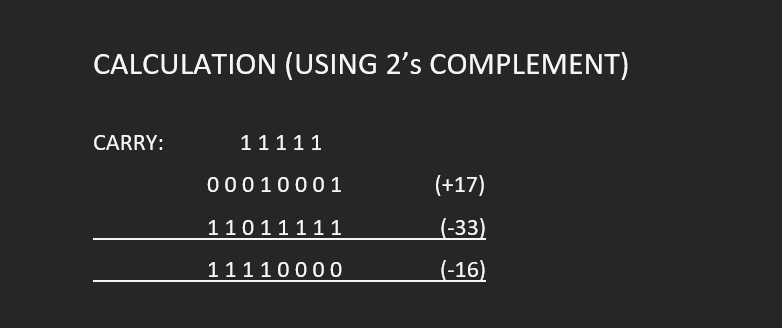 CALCULATION (USING 2's COMPLEMENT)
CARRY: 1 1 1 1 1
0 0 0 1 0 0 0 1 (+17)
1 1 0 1 1 1 1 1 (-33)
1 1 1 1 0 0 0 0 (-16)